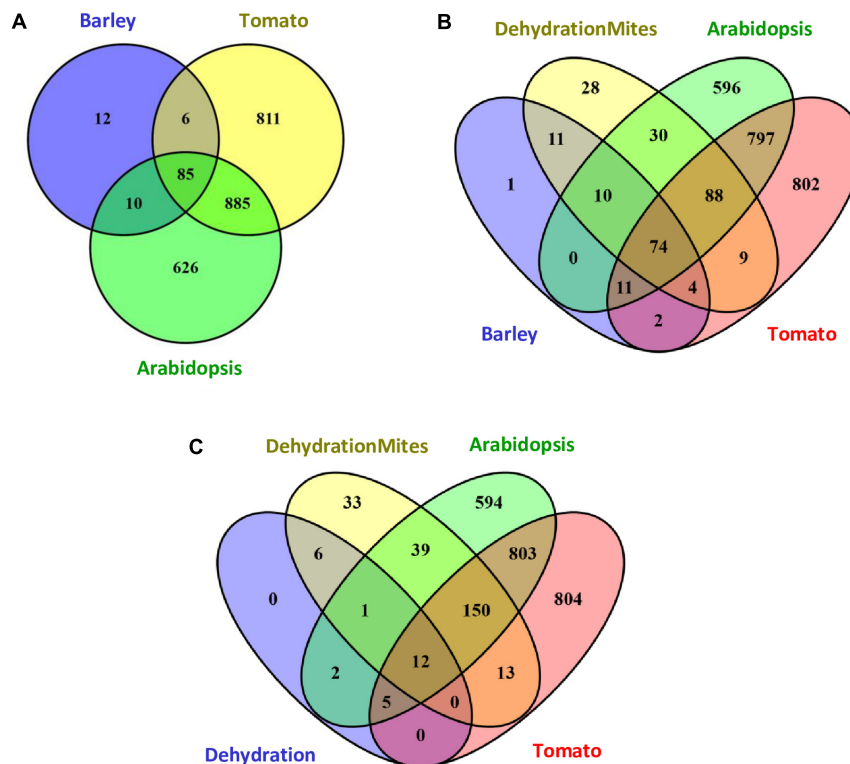 A
Barley
Tomato
12
6
811
85
10
885
626
Arabidopsis
B
DehydrationMites
Arabidopsis
28
596
11
30
797
1
10
88
802
74
0
9
11
4
2
Barley
Tomato
C
DehydrationMites
Arabidopsis
33
594
6
39
803
0
1
150
804
12
2
13
5
0
0
Dehydration
Tomato